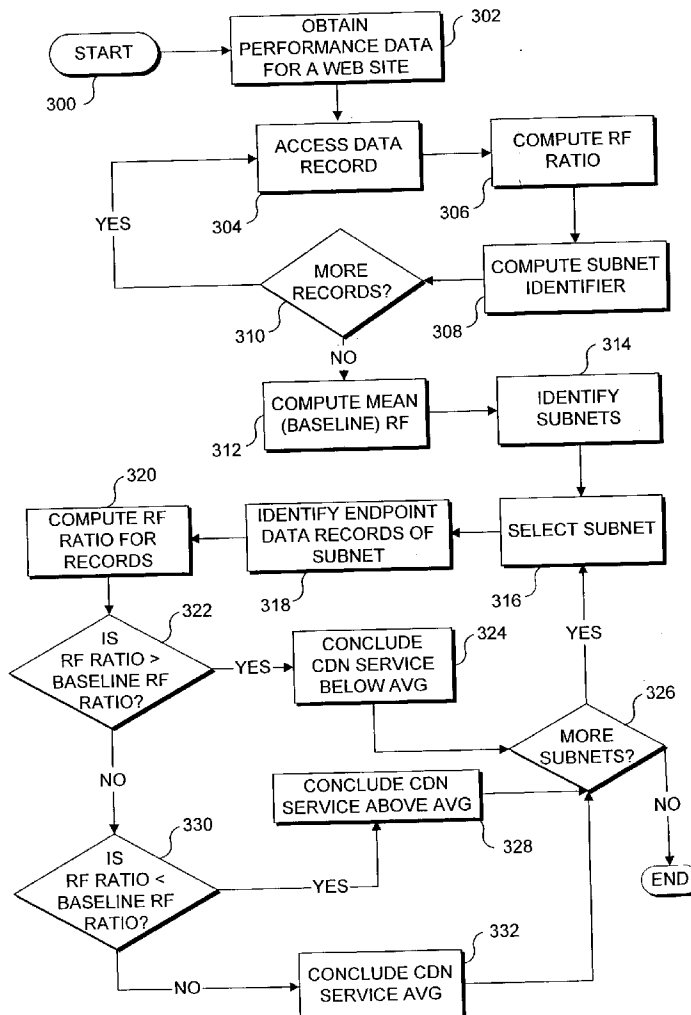 START
300
OBTAIN
PERFORMANCE DATA
FOR A WEB SITE
302
ACCESS DATA
RECORD
304
COMPUTE RF
RATIO
306
YES
MORE
RECORDS?
310
COMPUTE SUBNET
IDENTIFIER
308
NO
COMPUTE MEAN
(BASELINE) RF
312
IDENTIFY
SUBNETS
314
320
COMPUTE RF
RATIO FOR
RECORDS
IDENTIFY ENDPOINT
DATA RECORDS OF
SUBNET
318
SELECT SUBNET
316
322
IS
RF RATIO >
BASELINE RF
RATIO?
YES
CONCLUDE
CDN SERVICE
BELOW AVG
324
YES
326
MORE
SUBNETS?
NO
NO
CONCLUDE CDN
SERVICE ABOVE AVG
328
END
330
IS
RF RATIO <
BASELINE RF
RATIO?
YES
NO
CONCLUDE CDN
SERVICE AVG
332